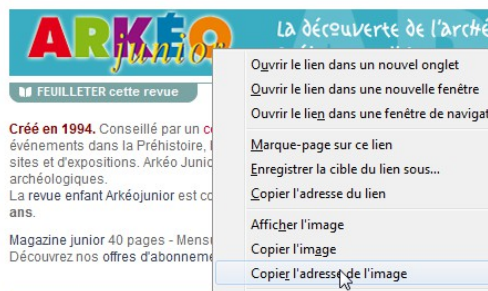 ARKÉO
junior
La découverte de l'arché
FEUILLETER cette revue
Créé en 1994. Conseillé par un c
événements dans la Préhistoire,
sites et d'expositions. Arkéo Junio
archéologiques.
La revue enfant Arkéojunior est co
ans.
Magazine junior 40 pages - Mensu
Découvrez nos offres d'abonneme
Ouvrir le lien dans un nouvel onglet
Ouvrir le lien dans une nouvelle fenêtre
Ouvrir le lien dans une fenêtre de navigat
Marque-page sur ce lien
Enregistrer la cible du lien sous...
Copier l'adresse du lien
Afficher l'image
Copier l'image
Copier l'adresse de l'image